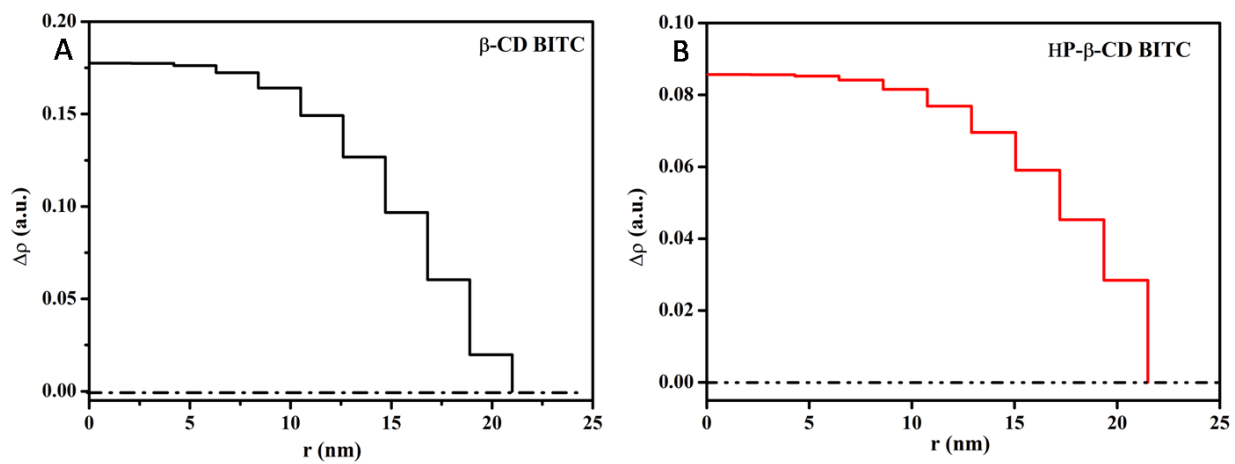 A
β-CD BITC
0.20
0.15
0.10
0.05
0.00
Δρ (a.u.)
0 5 10 15 20 25
r (nm)
B
HP-β-CD BITC
0.10
0.08
0.06
0.04
0.02
0.00
Δρ (a.u.)
0 5 10 15 20 25
r (nm)